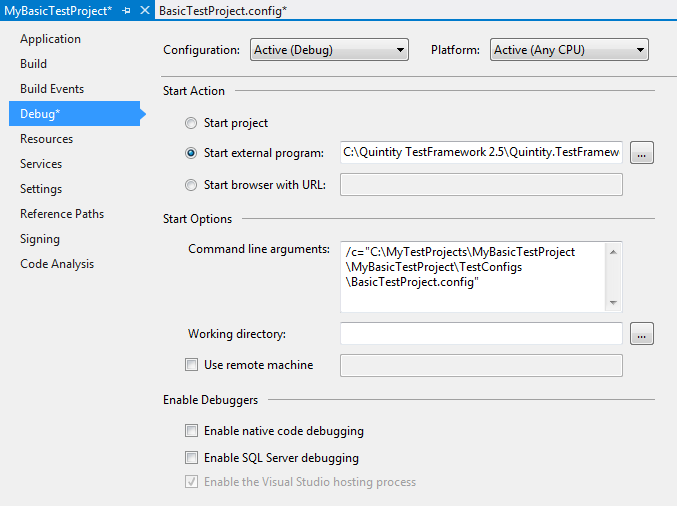 MyBasicTestProject* BasicTestProject.config*
Application
Build
Build Events
Debug*
Resources
Services
Settings
Reference Paths
Signing
Code Analysis
Configuration: Active (Debug) Platform: Active (Any CPU)
Start Action
Start project
Start external program: C:\Quintity TestFramework 2.5\Quintity.TestFramew ...
Start browser with URL:
Start Options
Command line arguments: /c="C:\MyTestProjects\MyBasicTestProject
\MyBasicTestProject\TestConfigs
\BasicTestProject.config"
Working directory: ...
Use remote machine
Enable Debuggers
Enable native code debugging
Enable SQL Server debugging
Enable the Visual Studio hosting process